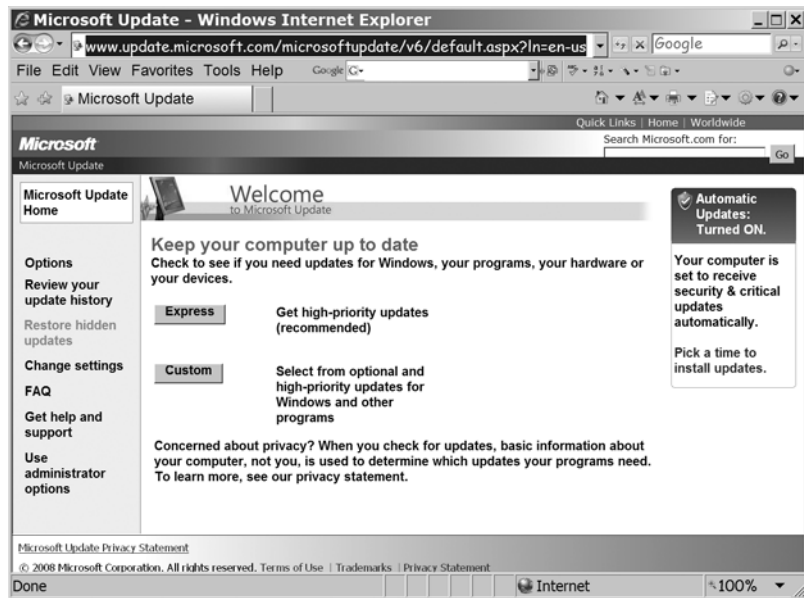 Microsoft Update - Windows Internet Explorer
www.update.microsoft.com/microsoftupdate/v6/default.aspx?ln=en-us
Google
File Edit View Favorites Tools Help
Google G
Microsoft Update
Quick Links | Home | Worldwide
Microsoft
Search Microsoft.com for:
Go
Microsoft Update
Microsoft Update
Home
Options
Review your
update history
Restore hidden
updates
Change settings
FAQ
Get help and
support
Use
administrator
options
Welcome
to Microsoft Update
Keep your computer up to date
Check to see if you need updates for Windows, your programs, your hardware or
your devices.
Express
Get high-priority updates
(recommended)
Custom
Select from optional and
high-priority updates for
Windows and other
programs
Concerned about privacy? When you check for updates, basic information about
your computer, not you, is used to determine which updates your programs need.
To learn more, see our privacy statement.
Automatic
Updates:
Turned ON.
Your computer is
set to receive
security & critical
updates
automatically.
Pick a time to
install updates.
Microsoft Update Privacy Statement
© 2008 Microsoft Corporation. All rights reserved. Terms of Use | Trademarks | Privacy Statement
Done
Internet
100%